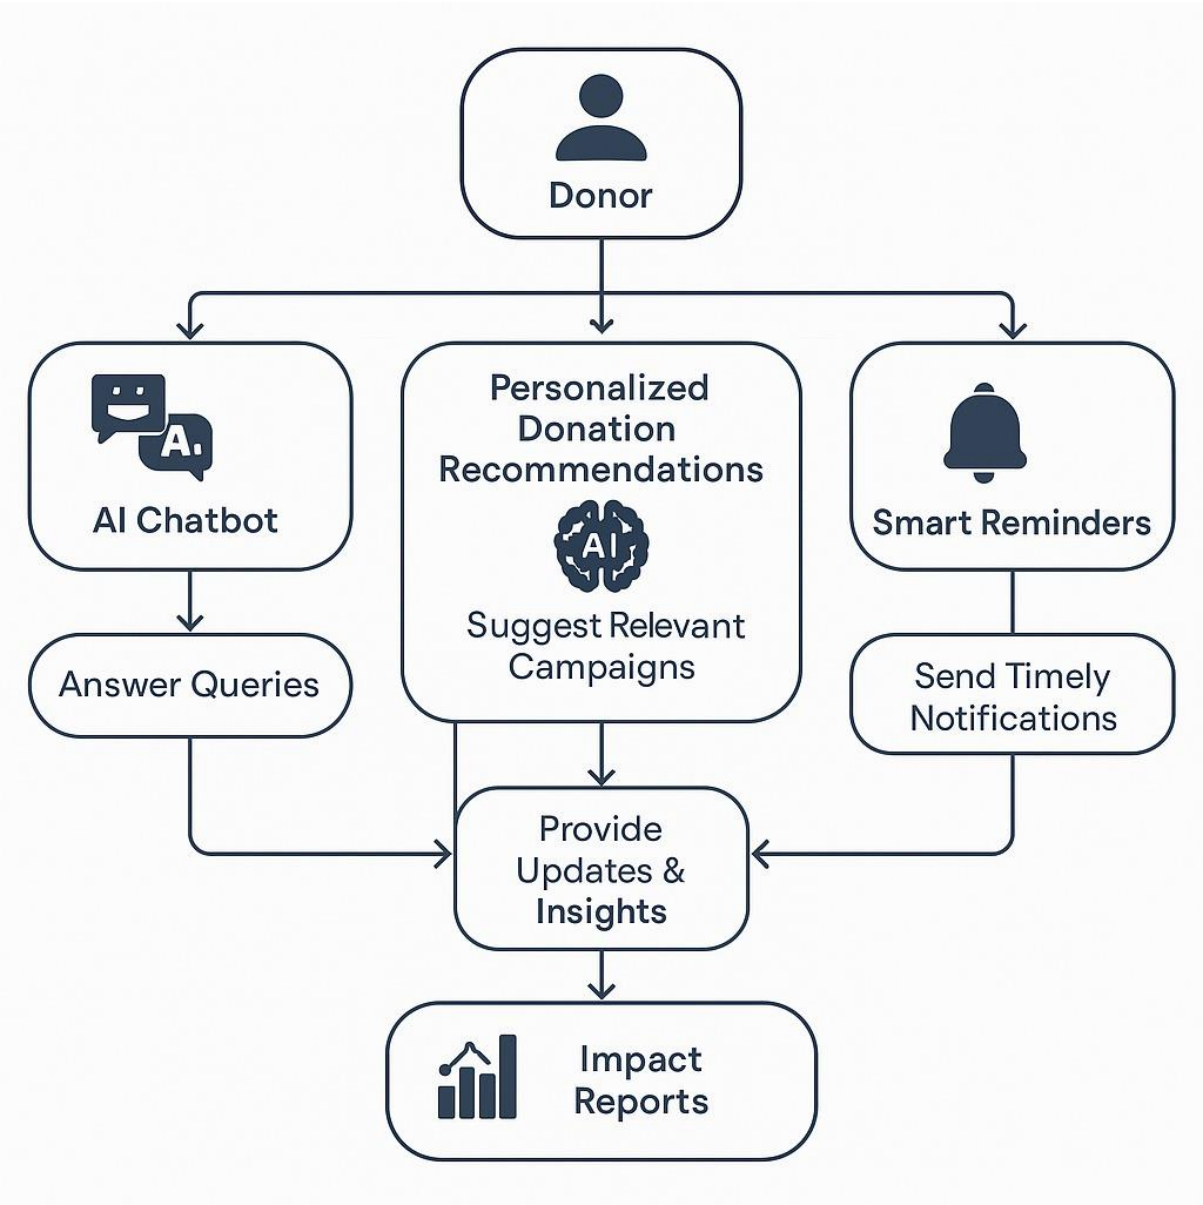 Donor
A.
AI Chatbot
Answer Queries
Personalized
Donation
Recommendations
AI
Suggest Relevant
Campaigns
Smart Reminders
Send Timely
Notifications
Provide
Updates &
Insights
Impact
Reports